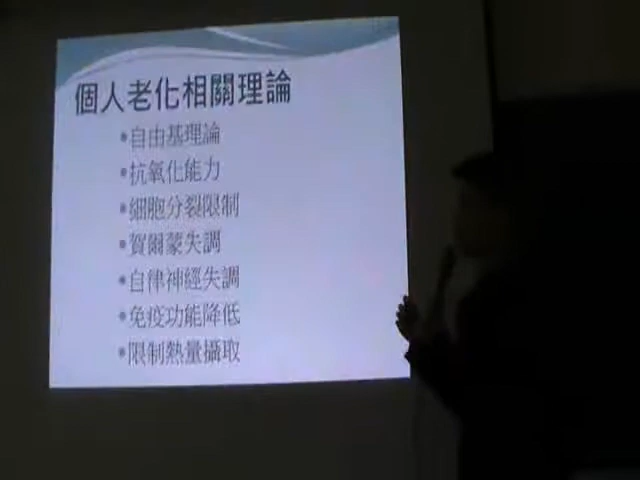 個人老化相關理論
•自由基理論
•抗氧化能力
•細胞分裂限制
•賀爾蒙失調
•自律神經失調
•免疫功能降低
•限制熱量攝取